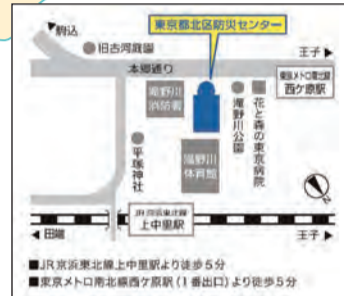 駒込
東京都北区防災センター
旧古河庭園
王子
本郷通り
東京メトロ南北線
西ケ原駅
滝野川
消防署
滝野川公園
花と森の東京病院
滝野川
体育館
平塚神社
N
JR京浜東北線
上中里駅
田端
王子
■JR京浜東北線上中里駅より徒歩5分
■東京メトロ南北線西ケ原駅(1番出口)より徒歩5分